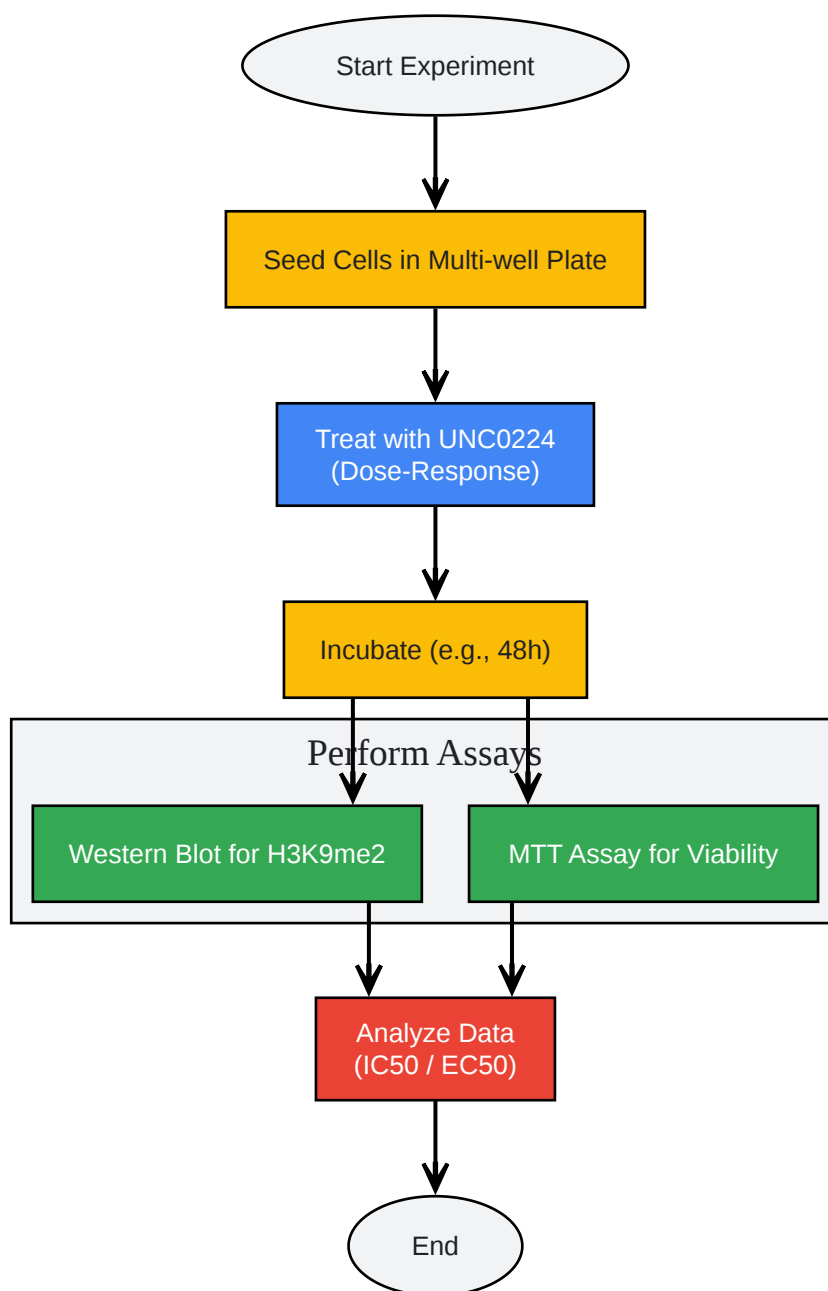 Start Experiment
Seed Cells in Multi-well Plate
Treat with UNC0224
(Dose-Response)
Incubate (e.g., 48h)
Perform Assays
Western Blot for H3K9me2
MTT Assay for Viability
Analyze Data
(IC50 / EC50)
End